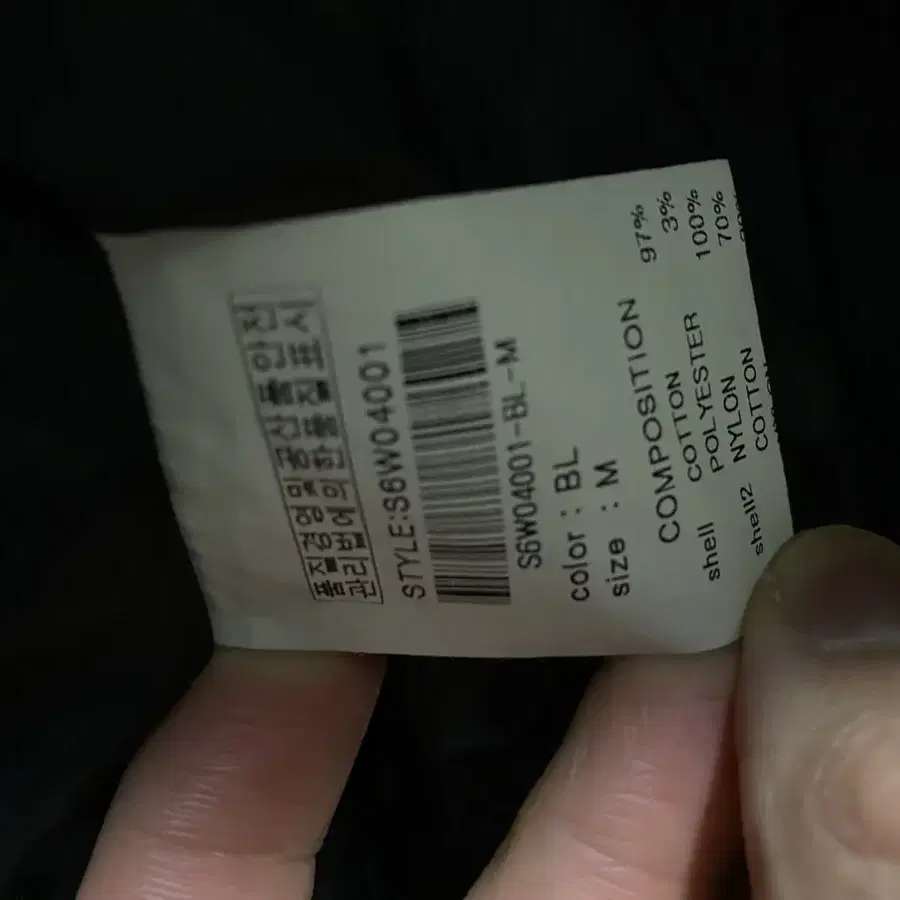 품질경영 및 공산품안전
관리법에 의한 품질표시
STYLE:S6W04001
S6W04001-BL-M
color : BL
size : M
COMPOSITION
shell COTTON 97%
POLYESTER 3%
shell2 NYLON 100%
COTTON 70%